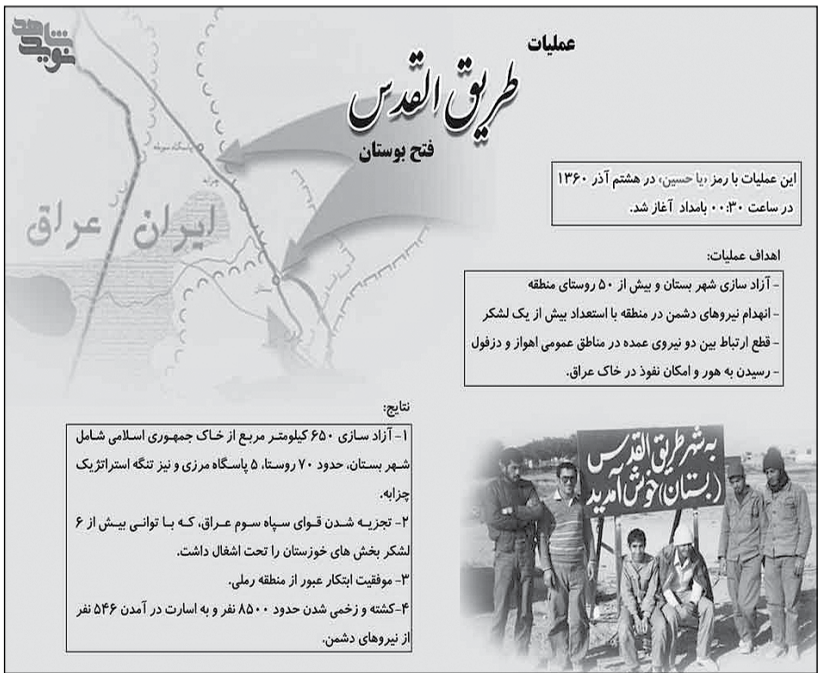 نوید
شاهد
عملیات
طریق القدس
فتح بوستان
پاسگاه سوبله
چزابه
ایران
عراق
بستان
این عملیات با رمز «یا حسین» در هشتم آذر ۱۳۶۰
در ساعت ۰۰:۳۰ بامداد آغاز شد.
اهداف عملیات:
- آزاد سازی شهر بستان و بیش از ۵۰ روستای منطقه
- انهدام نیروهای دشمن در منطقه با استعداد بیش از یک لشکر
- قطع ارتباط بین دو نیروی عمده در مناطق عمومی اهواز و دزفول
- رسیدن به هور و امکان نفوذ در خاک عراق.
نتایج:
۱- آزاد سازی ۶۵۰ کیلومتر مربع از خاک جمهوری اسلامی شامل
شهر بستان، حدود ۷۰ روستا، ۵ پاسگاه مرزی و نیز تنگه استراتژیک
چزابه.
۲- تجزیه شدن قوای سپاه سوم عراق، که با توانی بیش از ۶
لشکر بخش های خوزستان را تحت اشغال داشت.
۳- موفقیت ابتکار عبور از منطقه رملی.
۴-کشته و زخمی شدن حدود ۸۵۰۰ نفر و به اسارت در آمدن ۵۴۶ نفر
از نیروهای دشمن.
به شهر طریق القدس
(بستان) خوش آمدید